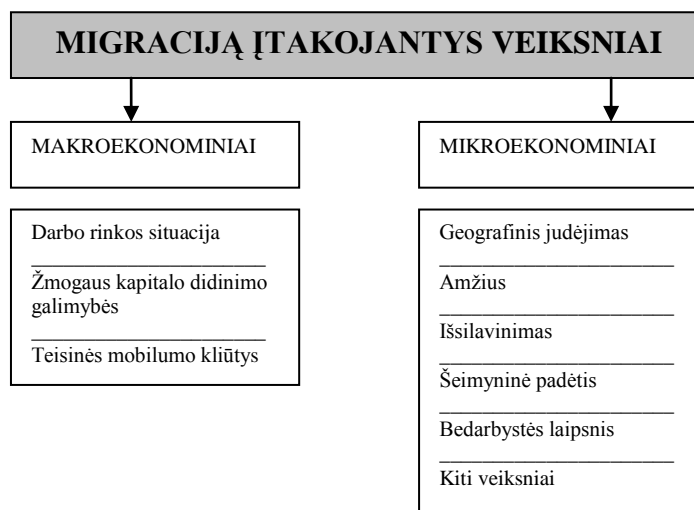 MIGRACIJĄ ĮTAKOJANTYS VEIKSNIAI
MAKROEKONOMINIAI
Darbo rinkos situacija
Žmogaus kapitalo didinimo
galimybės
Teisinės mobilumo kliūtys
MIKROEKONOMINIAI
Geografinis judėjimas
Amžius
Išsilavinimas
Šeimyninė padėtis
Bedarbystės laipsnis
Kiti veiksniai